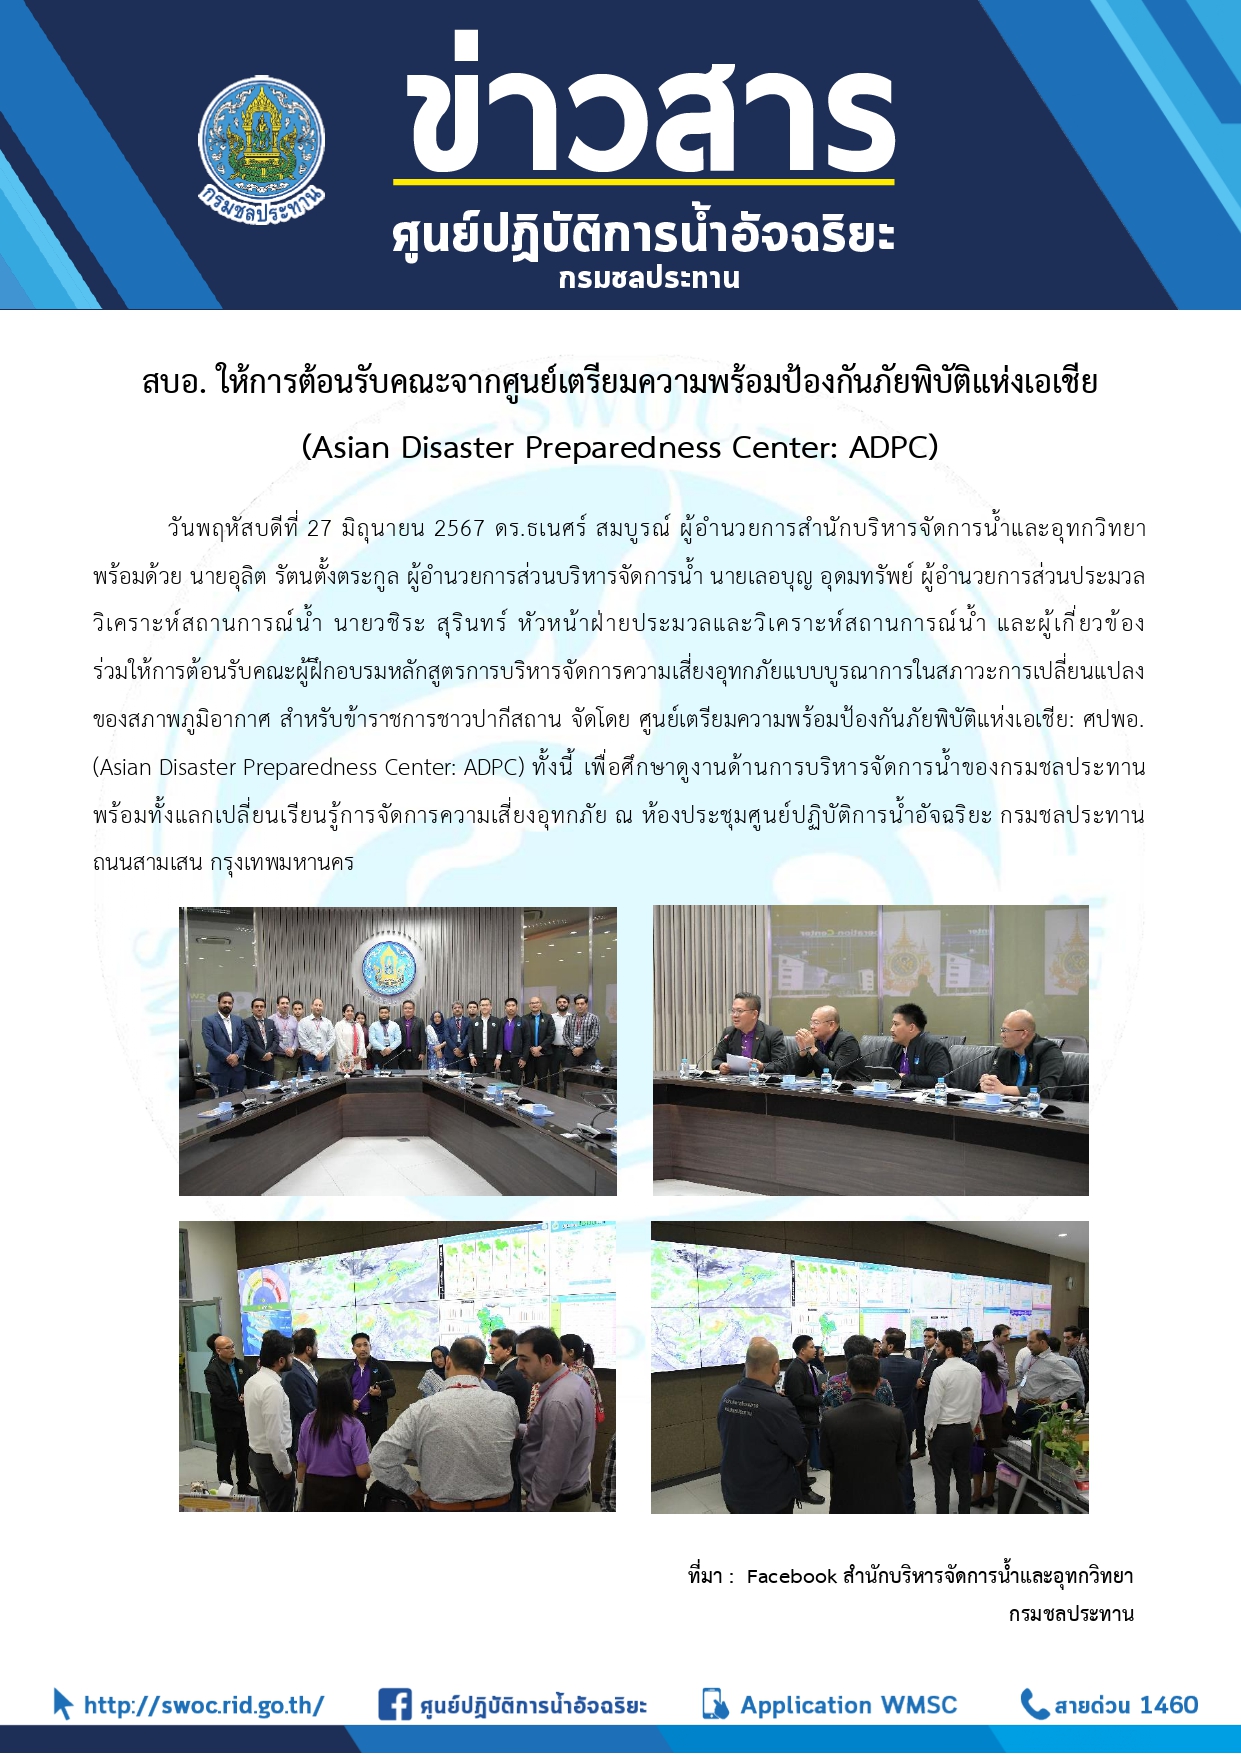 ข่าวสาร
ศูนย์ปฏิบัติการน้ำอัจฉริยะ
กรมชลประทาน
กรมชลประทาน
สบอ. ให้การต้อนรับคณะจากศูนย์เตรียมความพร้อมป้องกันภัยพิบัติแห่งเอเชีย
(Asian Disaster Preparedness Center: ADPC)
วันพฤหัสบดีที่ 27 มิถุนายน 2567 ดร.ธเนศร์ สมบูรณ์ ผู้อำนวยการสำนักบริหารจัดการน้ำและอุทกวิทยา
พร้อมด้วย นายอุลิต รัตนตั้งตระกูล ผู้อำนวยการส่วนบริหารจัดการน้ำ นายเลอบุญ อุดมทรัพย์ ผู้อำนวยการส่วนประมวล
วิเคราะห์สถานการณ์น้ำ นายวชิระ สุรินทร์ หัวหน้าฝ่ายประมวลและวิเคราะห์สถานการณ์น้ำ และผู้เกี่ยวข้อง
ร่วมให้การต้อนรับคณะผู้ฝึกอบรมหลักสูตรการบริหารจัดการความเสี่ยงอุทกภัยแบบบูรณาการในสภาวะการเปลี่ยนแปลง
ของสภาพภูมิอากาศ สำหรับข้าราชการชาวปากีสถาน จัดโดย ศูนย์เตรียมความพร้อมป้องกันภัยพิบัติแห่งเอเชีย: ศปพอ.
(Asian Disaster Preparedness Center: ADPC) ทั้งนี้ เพื่อศึกษาดูงานด้านการบริหารจัดการน้ำของกรมชลประทาน
พร้อมทั้งแลกเปลี่ยนเรียนรู้การจัดการความเสี่ยงอุทกภัย ณ ห้องประชุมศูนย์ปฏิบัติการน้ำอัจฉริยะ กรมชลประทาน
ถนนสามเสน กรุงเทพมหานคร
ที่มา : Facebook สำนักบริหารจัดการน้ำและอุทกวิทยา
กรมชลประทาน
http://swoc.rid.go.th/
ศูนย์ปฏิบัติการน้ำอัจฉริยะ
Application WMSC
สายด่วน 1460